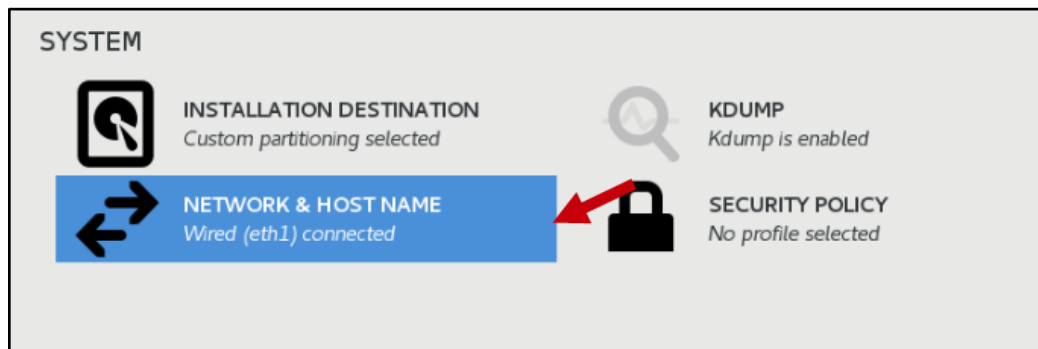 SYSTEM
INSTALLATION DESTINATION
Custom partitioning selected
KDUMP
Kdump is enabled
NETWORK & HOST NAME
Wired (eth1) connected
SECURITY POLICY
No profile selected